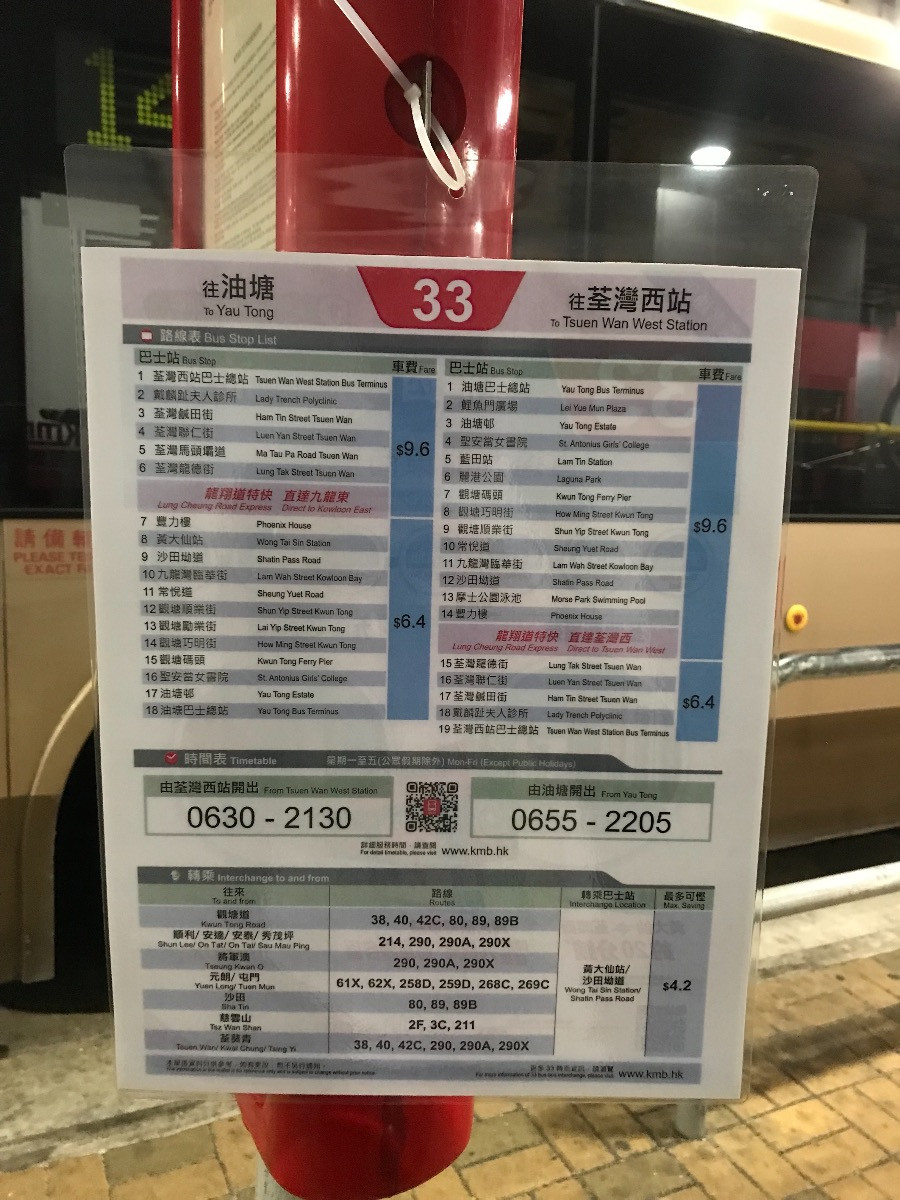 14
請備
PLEASE
EXACT
往油塘
To Yau Tong
33
往荃灣西站
To Tsuen Wan West Station
路線表 Bus Stop List
巴士站 Bus Stop 車費 Fare
1 荃灣西站巴士總站 Tsuen Wan West Station Bus Terminus
2 戴麟趾夫人診所 Lady Trench Polyclinic
3 荃灣鹹田街 Ham Tin Street Tsuen Wan
4 荃灣聯仁街 Luen Yan Street Tsuen Wan
5 荃灣馬頭壩道 Ma Tau Pa Road Tsuen Wan
6 荃灣龍德街 Lung Tak Street Tsuen Wan
$9.6
龍翔道特快 直達九龍東
Lung Cheung Road Express Direct to Kowloon East
7 豐力樓 Phoenix House
8 黃大仙站 Wong Tai Sin Station
9 沙田坳道 Shatin Pass Road
10 九龍灣臨華街 Lam Wah Street Kowloon Bay
11 常悅道 Sheung Yuet Road
12 觀塘順業街 Shun Yip Street Kwun Tong
13 觀塘勵業街 Lai Yip Street Kwun Tong
14 觀塘巧明街 How Ming Street Kwun Tong
15 觀塘碼頭 Kwun Tong Ferry Pier
16 聖安當女書院 St. Antonius Girls' College
17 油塘邨 Yau Tong Estate
18 油塘巴士總站 Yau Tong Bus Terminus
$6.4
巴士站 Bus Stop 車費 Fare
1 油塘巴士總站 Yau Tong Bus Terminus
2 鯉魚門廣場 Lei Yue Mun Plaza
3 油塘邨 Yau Tong Estate
4 聖安當女書院 St. Antonius Girls' College
5 藍田站 Lam Tin Station
6 麗港公園 Laguna Park
7 觀塘碼頭 Kwun Tong Ferry Pier
8 觀塘巧明街 How Ming Street Kwun Tong
9 觀塘順業街 Shun Yip Street Kwun Tong
10 常悅道 Sheung Yuet Road
11 九龍灣臨華街 Lam Wah Street Kowloon Bay
12 沙田坳道 Shatin Pass Road
13 摩士公園泳池 Morse Park Swimming Pool
14 豐力樓 Phoenix House
$9.6
龍翔道特快 直達荃灣西
Lung Cheung Road Express Direct to Tsuen Wan West
15 荃灣龍德街 Lung Tak Street Tsuen Wan
16 荃灣聯仁街 Luen Yan Street Tsuen Wan
17 荃灣鹹田街 Ham Tin Street Tsuen Wan
18 戴麟趾夫人診所 Lady Trench Polyclinic
19 荃灣西站巴士總站 Tsuen Wan West Station Bus Terminus
$6.4
時間表 Timetable 星期一至五(公眾假期除外) Mon-Fri (Except Public Holidays)
由荃灣西站開出 From Tsuen Wan West Station
0630 - 2130
由油塘開出 From Yau Tong
0655 - 2205
詳細服務時間，請查閱
For detail timetable, please visit www.kmb.hk
轉乘 Interchange to and from
往來 路線 轉乘巴士站 最多可慳
To and from Routes Interchange Location Max. Saving
觀塘道
Kwun Tong Road 38, 40, 42C, 80, 89, 89B
順利/ 安達/ 安泰/ 秀茂坪
Shun Lee/ On Tat/ On Tai/ Sau Mau Ping 214, 290, 290A, 290X
將軍澳
Tseung Kwan O 290, 290A, 290X
元朗/ 屯門
Yuen Long/ Tuen Mun 61X, 62X, 258D, 259D, 268C, 269C
沙田
Sha Tin 80, 89, 89B
慈雲山
Tsz Wan Shan 2F, 3C, 211
荃葵青
Tsuen Wan/ Kwai Chung/ Tsing Yi 38, 40, 42C, 290, 290A, 290X
黃大仙站/
沙田坳道
Wong Tai Sin Station/
Shatin Pass Road
$4.2
www.kmb.hk